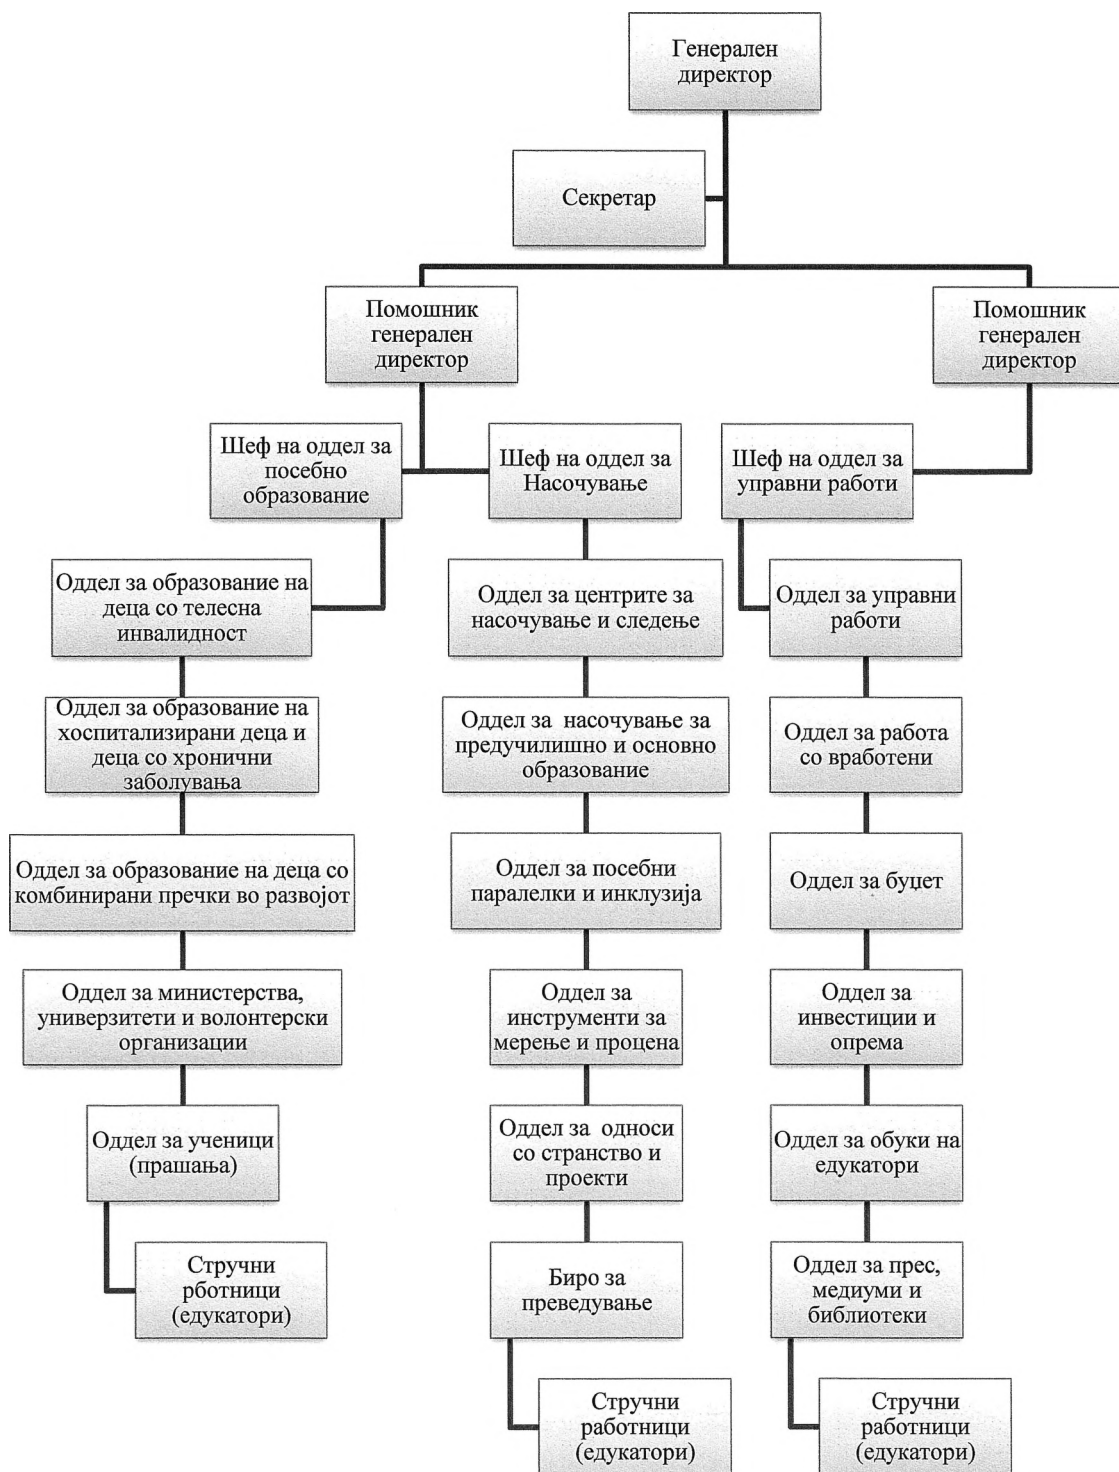 Генерален
директор
Секретар
Помошник
генерален
директор
Помошник
генерален
директор
Шеф на оддел за
посебно
образование
Шеф на оддел за
Насочување
Шеф на оддел за
управни работи
Оддел за образование на
деца со телесна
инвалидност
Оддел за центрите за
насочување и следење
Оддел за управни
работи
Оддел за образование на
хоспитализирани деца и
деца со хронични
заболувања
Оддел за насочување за
предучилишно и основно
образование
Оддел за работа
со вработени
Оддел за образование на деца со
комбинирани пречки во развојот
Оддел за посебни
паралелки и инклузија
Оддел за буџет
Оддел за министерства,
универзитети и волонтерски
организации
Оддел за
инструменти за
мерење и процена
Оддел за
инвестиции и
опрема
Оддел за ученици
(прашања)
Оддел за односи
со странство и
проекти
Оддел за обуки на
едукатори
Стручни
рботници
(едукатори)
Биро за
преведување
Оддел за прес,
медиуми и
библиотеки
Стручни
работници
(едукатори)
Стручни
работници
(едукатори)